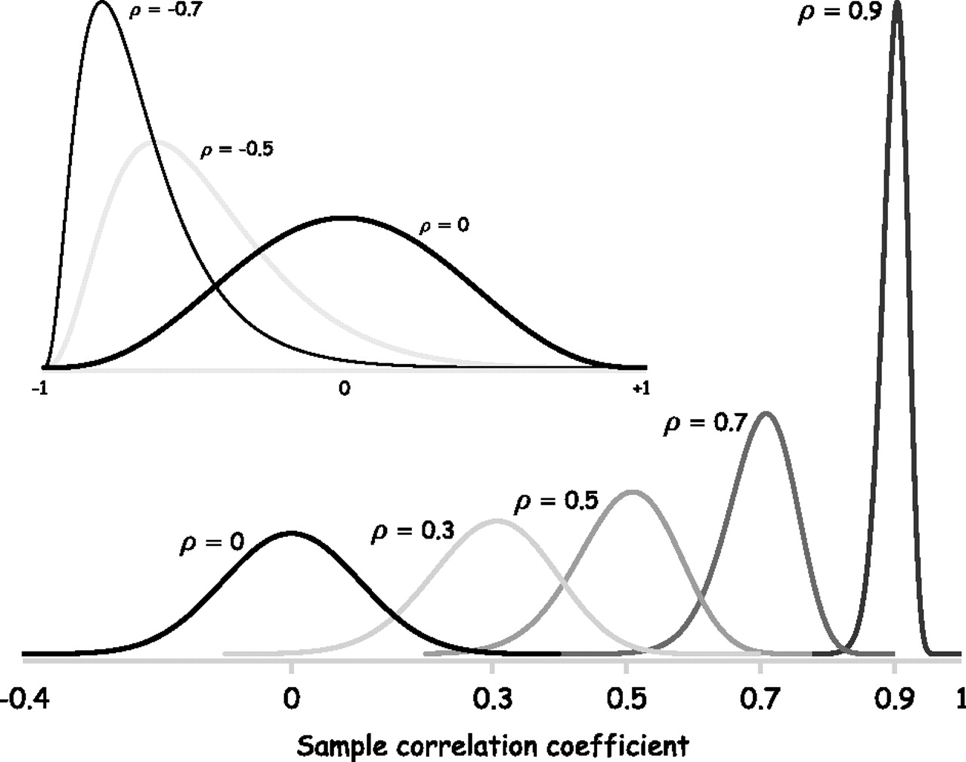 ρ = -0.7
ρ = 0.9
ρ = -0.5
ρ = 0
-1 0 +1
ρ = 0.7
ρ = 0.5
ρ = 0.3
ρ = 0
-0.4 0 0.3 0.5 0.7 0.9 1
Sample correlation coefficient